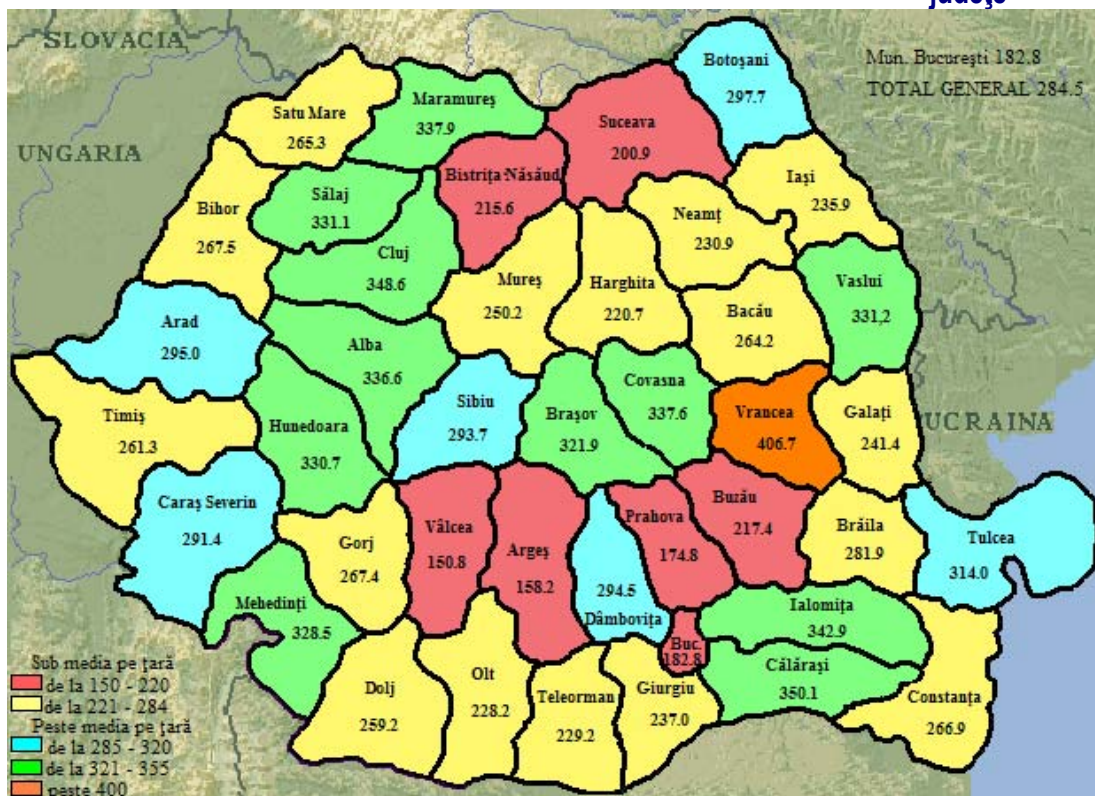 județe
SLOVACIA
Mun. București 182.8
TOTAL GENERAL 284.5
UNGARIA
UCRAINA
Satu Mare
265.3
Maramureș
337.9
Suceava
200.9
Botoșani
297.7
Bistrița-Năsăud
215.6
Iași
235.9
Bihor
267.5
Sălaj
331.1
Cluj
348.6
Neamț
230.9
Mureș
250.2
Harghita
220.7
Vaslui
331,2
Bacău
264.2
Arad
295.0
Alba
336.6
Sibiu
293.7
Brașov
321.9
Covasna
337.6
Vrancea
406.7
Galați
241.4
Timiș
261.3
Hunedoara
330.7
Caraș Severin
291.4
Gorj
267.4
Vâlcea
150.8
Argeș
158.2
Prahova
174.8
Buzău
217.4
Brăila
281.9
Tulcea
314.0
294.5
Dâmbovița
Mehedinți
328.5
Ialomița
342.9
Buc.
182.8
Călărași
350.1
Constanța
266.9
Dolj
259.2
Olt
228.2
Teleorman
229.2
Giurgiu
237.0
Sub media pe țară
de la 150 - 220
de la 221 - 284
Peste media pe țară
de la 285 - 320
de la 321 - 355
peste 400